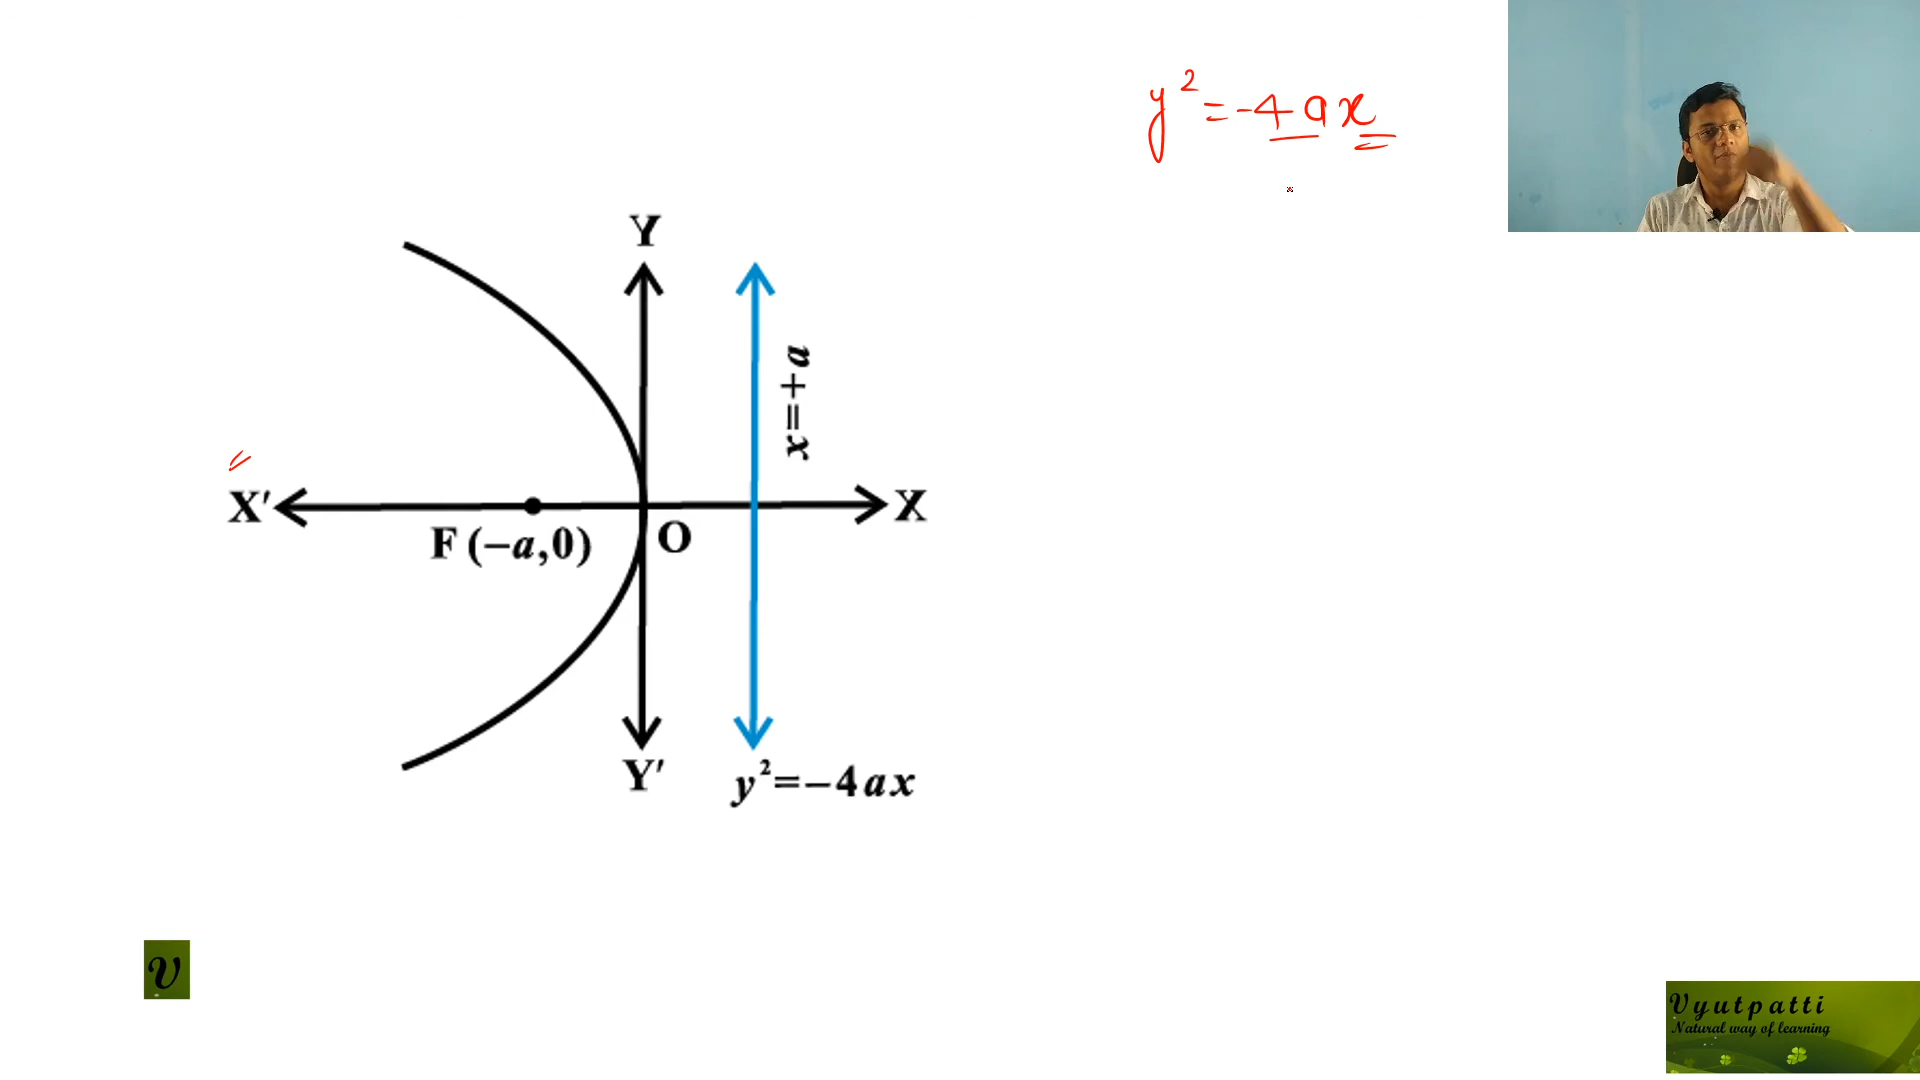 y² = -4ax
Y
x=+a
X'
X
F (−a,0)
O
Y'
y²=−4ax
v
Vyutpatti
Natural way of learning